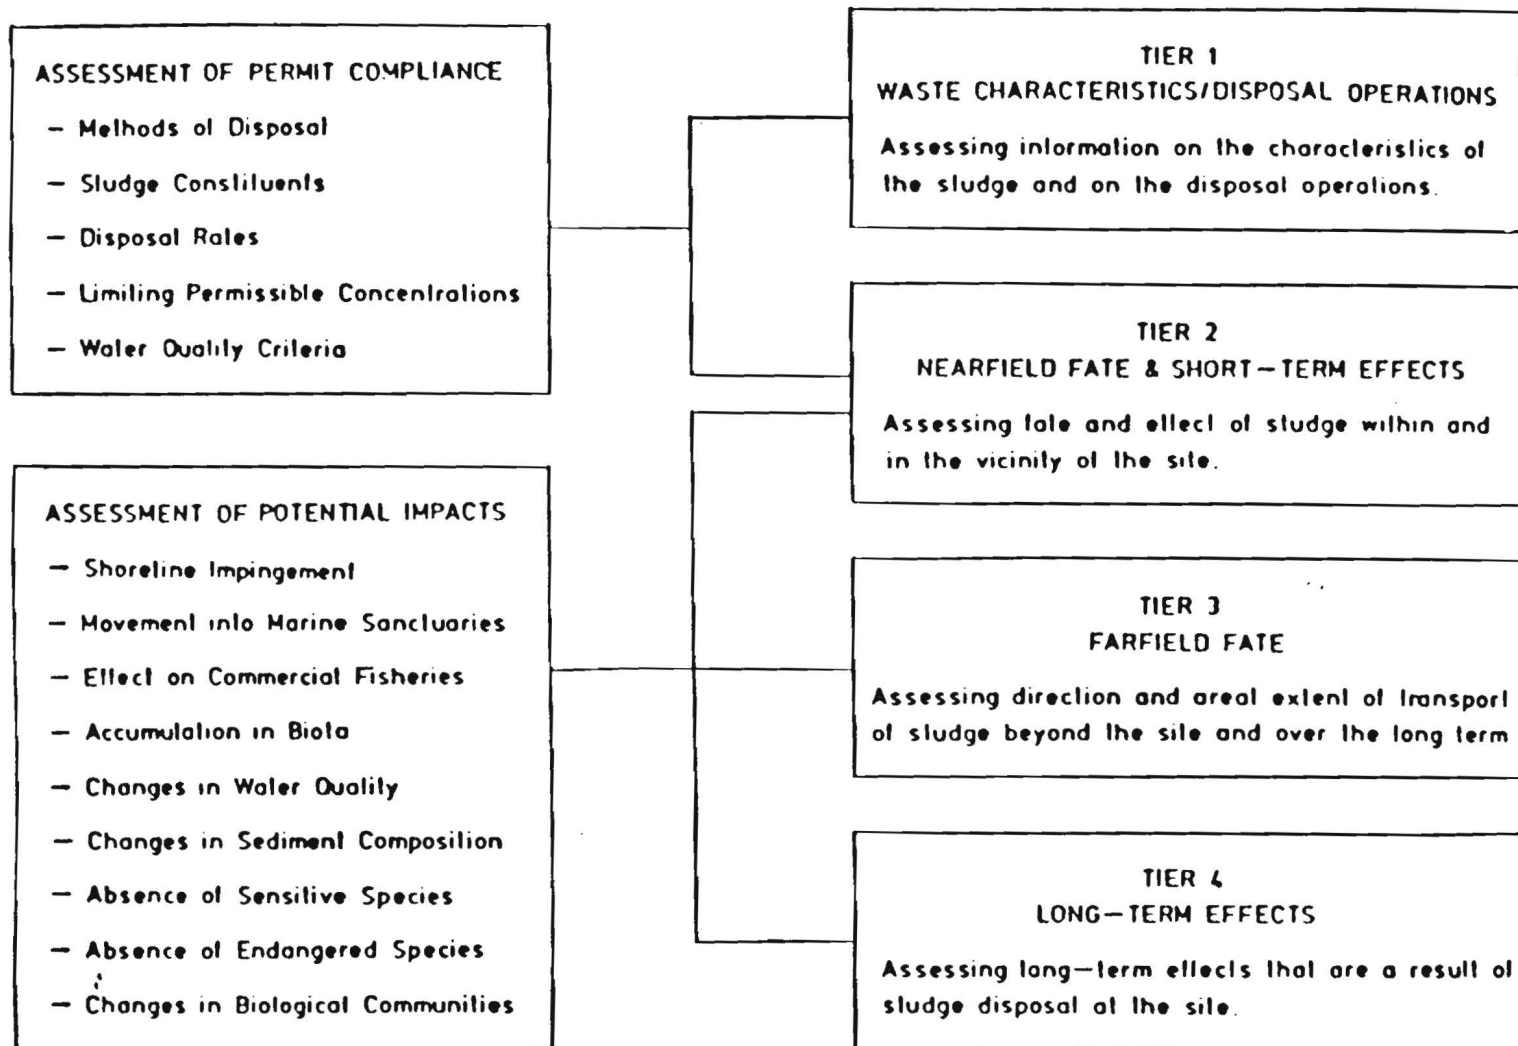 ASSESSMENT OF PERMIT COMPLIANCE
– Methods of Disposal
– Sludge Constituents
– Disposal Rates
– Limiting Permissible Concentrations
– Water Quality Criteria
ASSESSMENT OF POTENTIAL IMPACTS
– Shoreline Impingement
– Movement into Marine Sanctuaries
– Effect on Commercial Fisheries
– Accumulation in Biota
– Changes in Water Quality
– Changes in Sediment Composition
– Absence of Sensitive Species
– Absence of Endangered Species
– Changes in Biological Communities
TIER 1
WASTE CHARACTERISTICS/DISPOSAL OPERATIONS
Assessing information on the characteristics of
the sludge and on the disposal operations.
TIER 2
NEARFIELD FATE & SHORT–TERM EFFECTS
Assessing fate and effect of sludge within and
in the vicinity of the site.
TIER 3
FARFIELD FATE
Assessing direction and areal extent of transport
of sludge beyond the site and over the long term
TIER 4
LONG–TERM EFFECTS
Assessing long–term effects that are a result of
sludge disposal at the site.